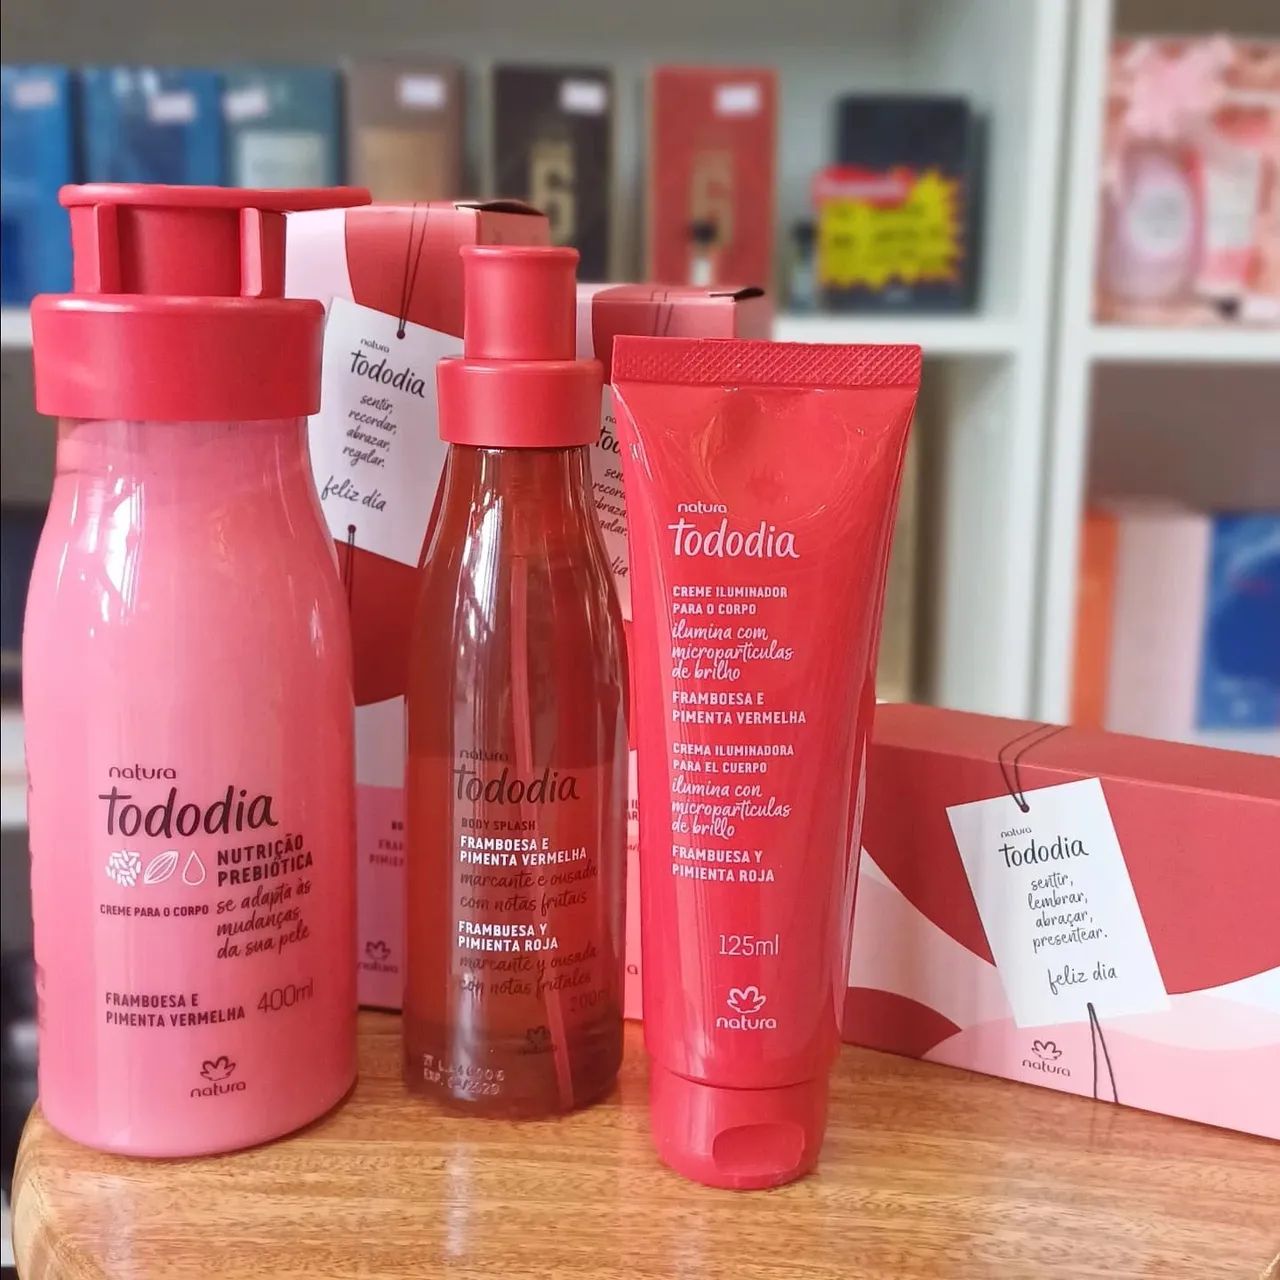 natura
tododia
NUTRIÇÃO
PREBIÓTICA
CREME PARA O CORPO
se adapta às
mudanças
da sua pele
FRAMBOESA E
PIMENTA VERMELHA
400ml
natura
natura
tododia
sentir,
recordar,
abrazar,
regalar.
feliz día
natura
tododia
BODY SPLASH
FRAMBOESA E
PIMENTA VERMELHA
marcante e ousada
com notas frutais
FRAMBUESA Y
PIMIENTA ROJA
marcante y ousada
con notas frutales
200ml
natura
natura
tododia
CREME ILUMINADOR
PARA O CORPO
ilumina com
micropartículas
de brilho
FRAMBOESA E
PIMENTA VERMELHA
CREMA ILUMINADORA
PARA EL CUERPO
ilumina con
micropartículas
de brillo
FRAMBUESA Y
PIMIENTA ROJA
125ml
natura
natura
tododia
sentir,
lembrar,
abraçar,
presentear.
feliz dia
natura
natura